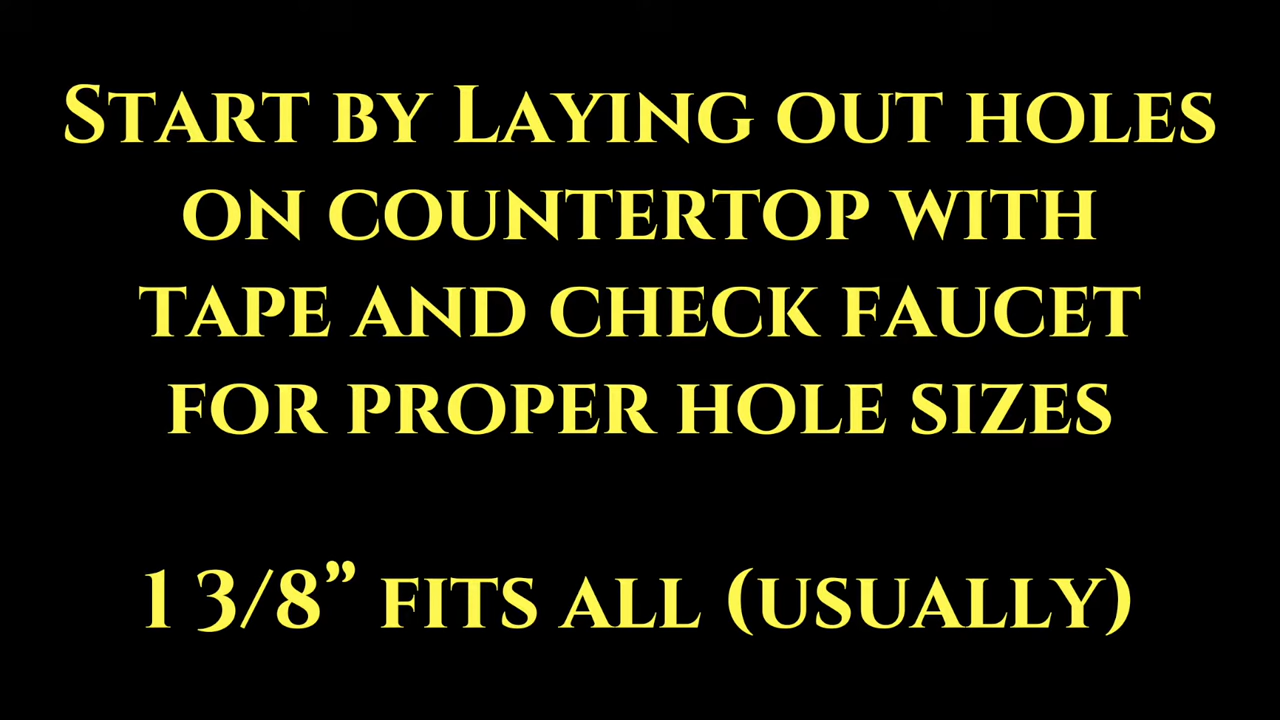 Start by Laying out holes
on countertop with
tape and check faucet
for proper hole sizes
1 3/8” fits all (usually)